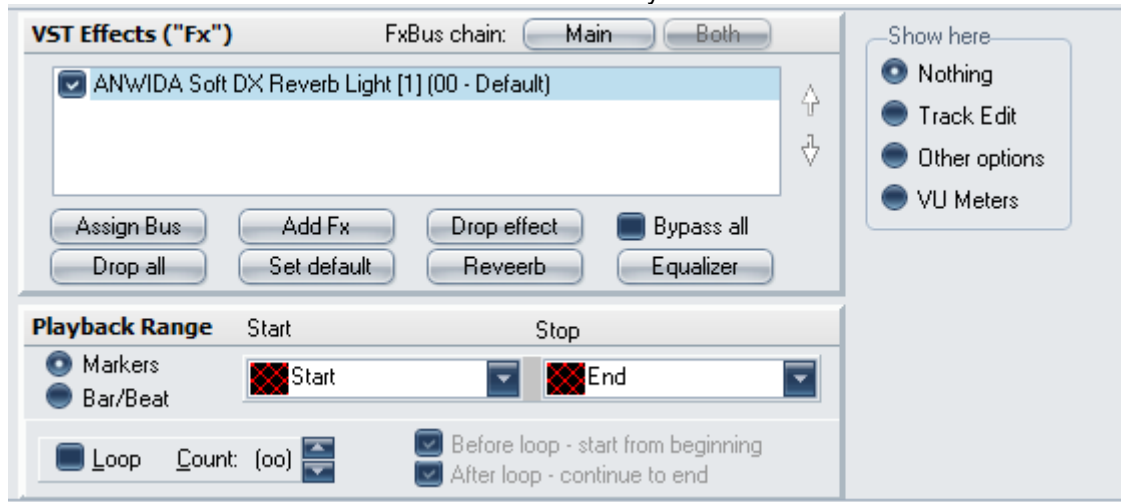 VST Effects ("Fx") FxBus chain: Main Both
ANWIDA Soft DX Reverb Light [1] (00 - Default)
Assign Bus Add Fx Drop effect Bypass all
Drop all Set default Reveerb Equalizer
Show here
Nothing
Track Edit
Other options
VU Meters
Playback Range Start Stop
Markers
Bar/Beat
Start End
Loop Count: (oo)
Before loop - start from beginning
After loop - continue to end